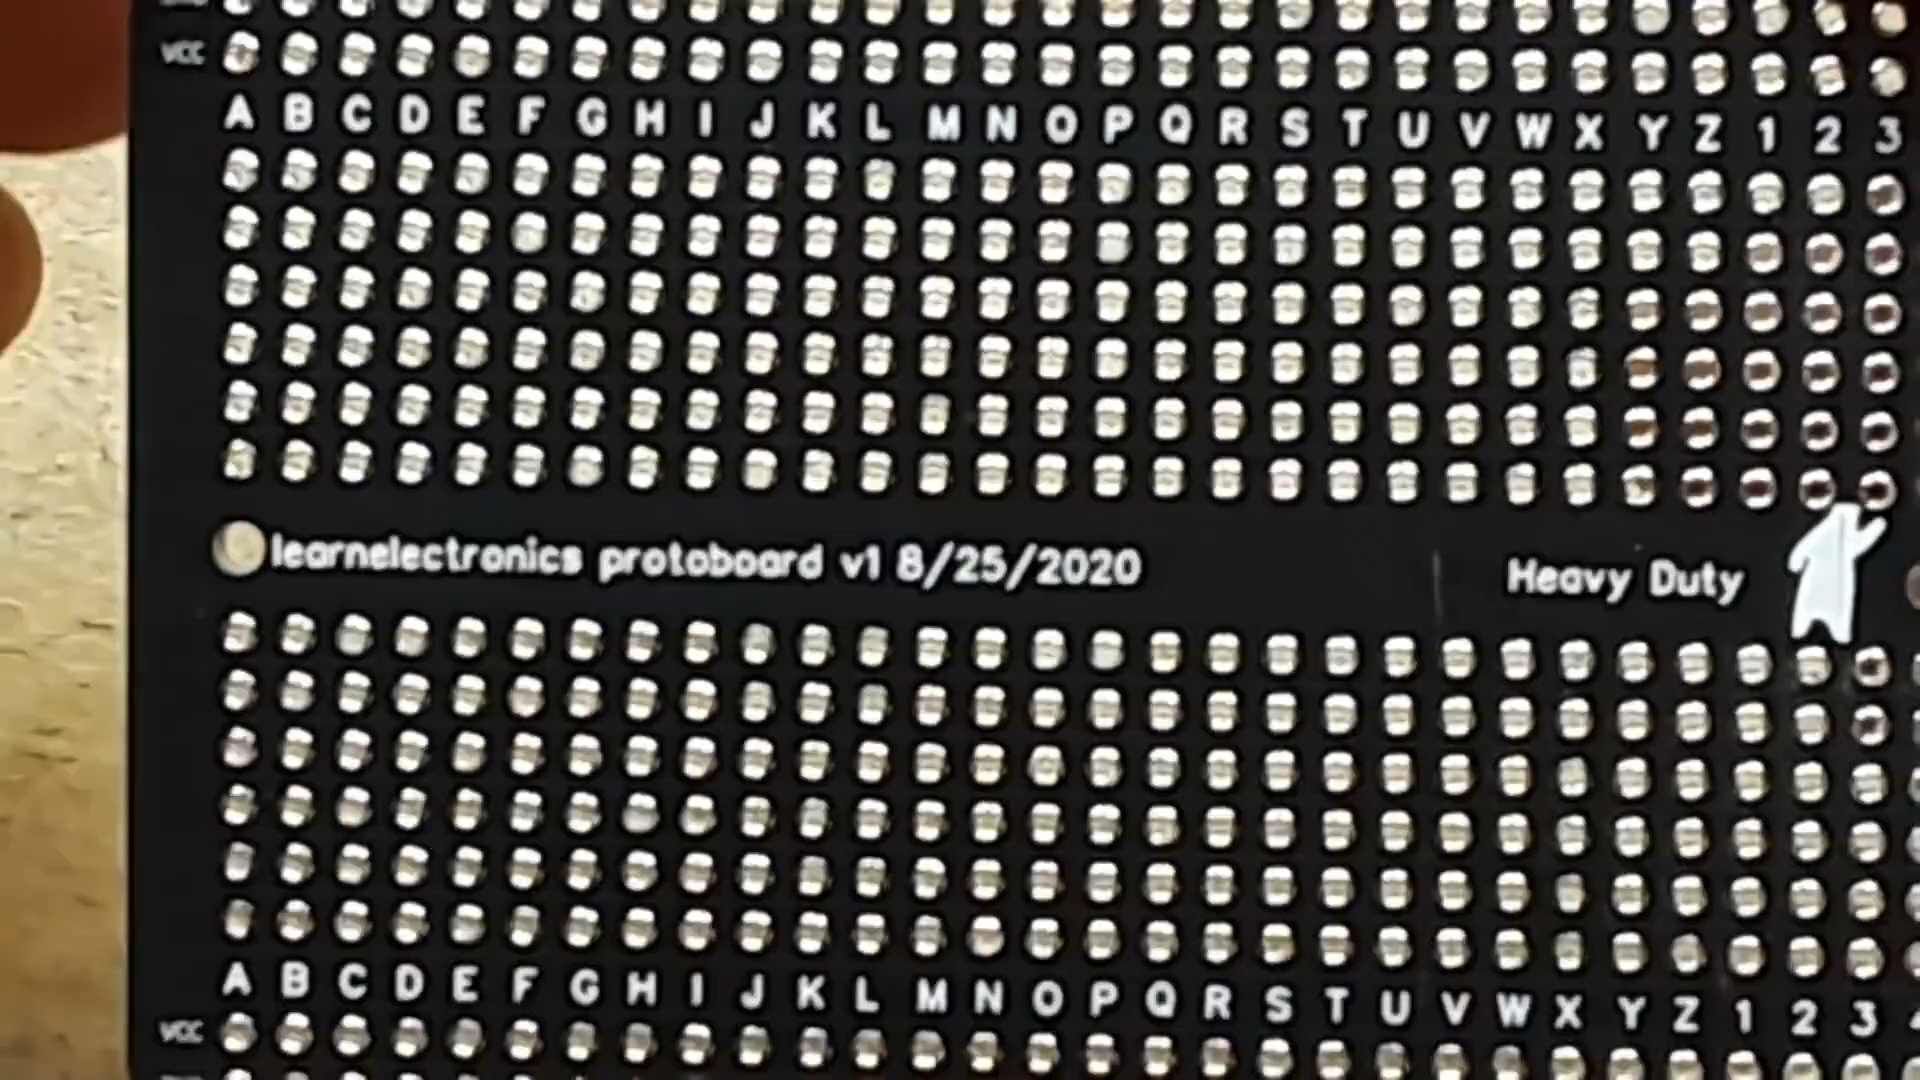 VCC
A B C D E F G H I J K L M N O P Q R S T U V W X Y Z 1 2 3
learnelectronics protoboard v1 8/25/2020 Heavy Duty
A B C D E F G H I J K L M N O P Q R S T U V W X Y Z 1 2 3
VCC